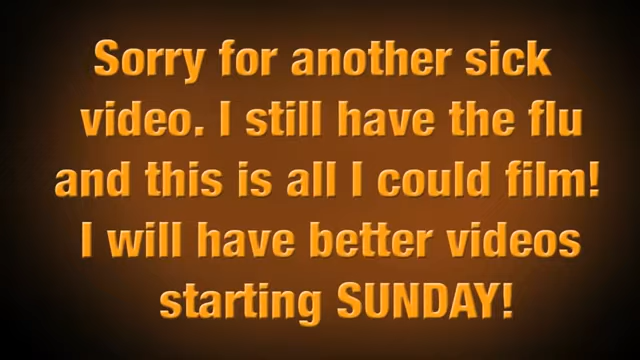 Sorry for another sick
video. I still have the flu
and this is all I could film!
I will have better videos
starting SUNDAY!